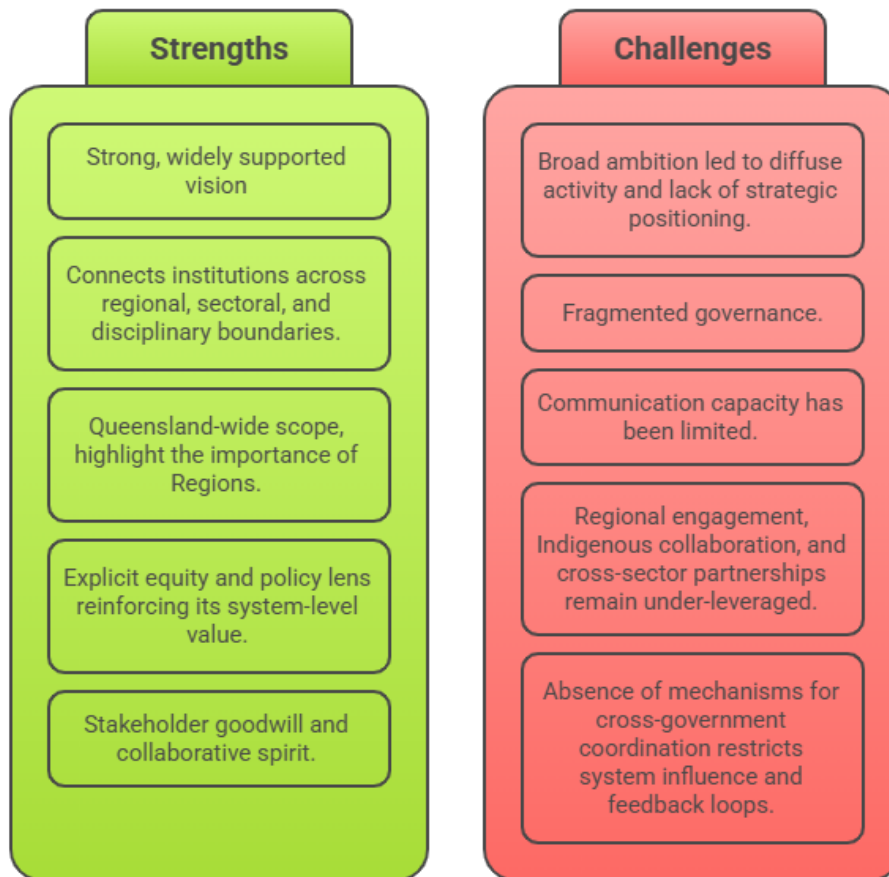 Strengths
Strong, widely supported
vision
Connects institutions across
regional, sectoral, and
disciplinary boundaries.
Queensland-wide scope,
highlight the importance of
Regions.
Explicit equity and policy lens
reinforcing its system-level
value.
Stakeholder goodwill and
collaborative spirit.
Challenges
Broad ambition led to diffuse
activity and lack of strategic
positioning.
Fragmented governance.
Communication capacity has
been limited.
Regional engagement,
Indigenous collaboration, and
cross-sector partnerships
remain under-leveraged.
Absence of mechanisms for
cross-government
coordination restricts
system influence and
feedback loops.